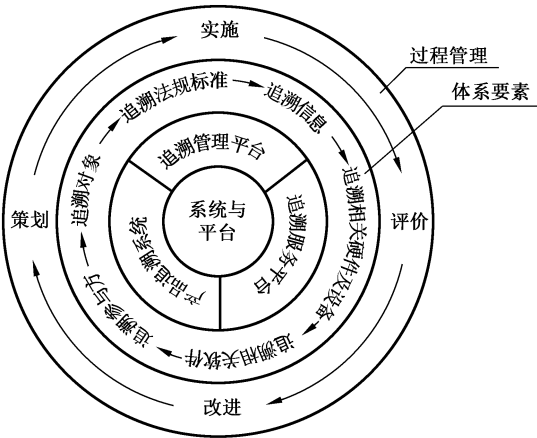 实施
过程管理
体系要素
追溯法规标准
追溯信息
追溯管理平台
追溯对象
追溯相关硬件及设备
策划
系统与
平台
评价
产品追溯系统
追溯服务平台
追溯参与方
追溯相关软件
改进